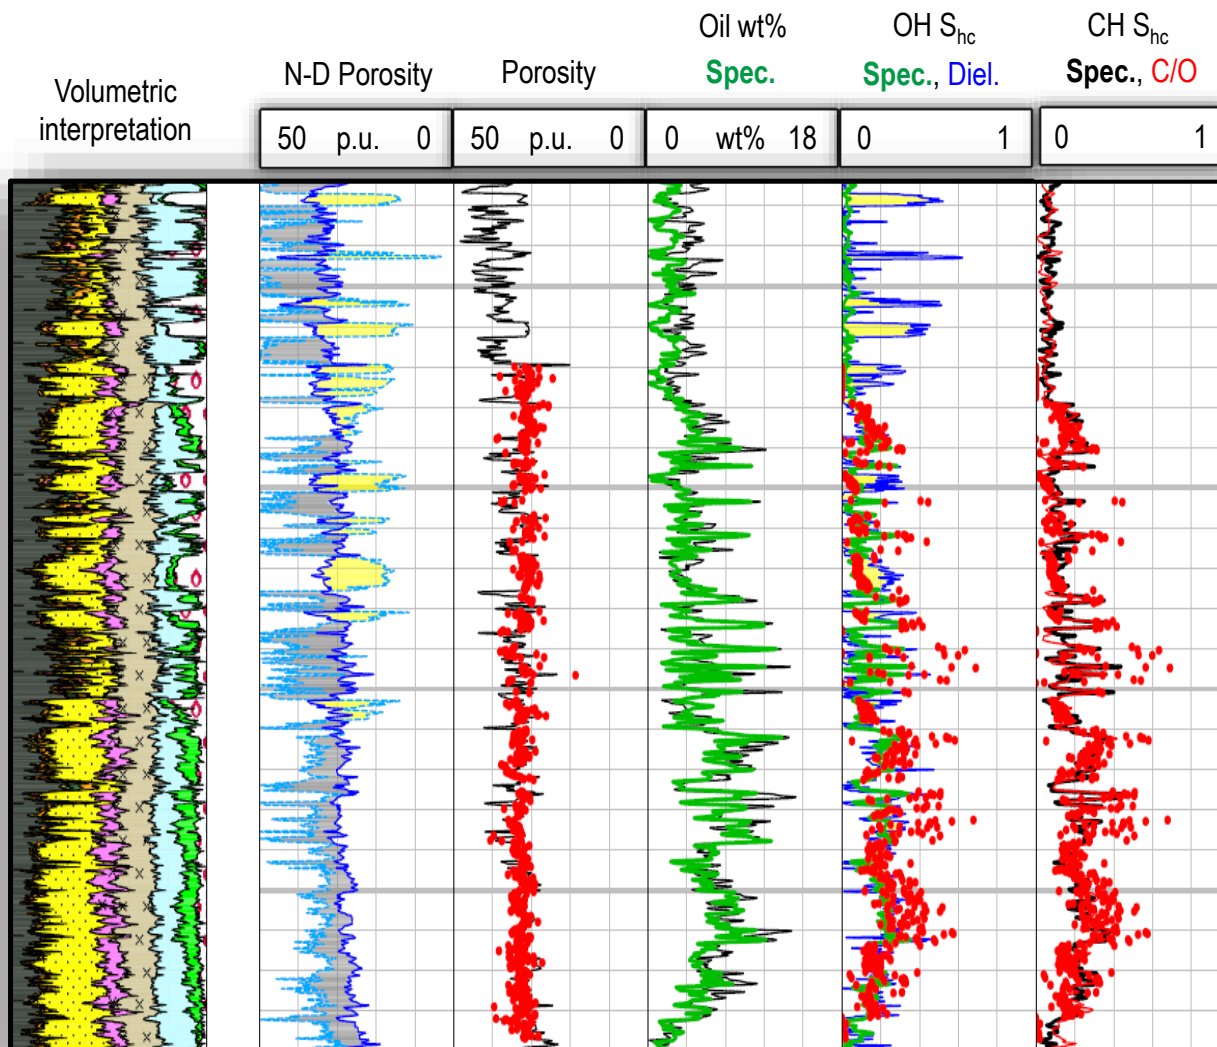 Oil wt%
OH Shc
CH Shc
Volumetric
interpretation
N-D Porosity
Porosity
Spec.
Spec., Diel.
Spec., C/O
50 p.u. 0
50 p.u. 0
0 wt% 18
0 1
0 1